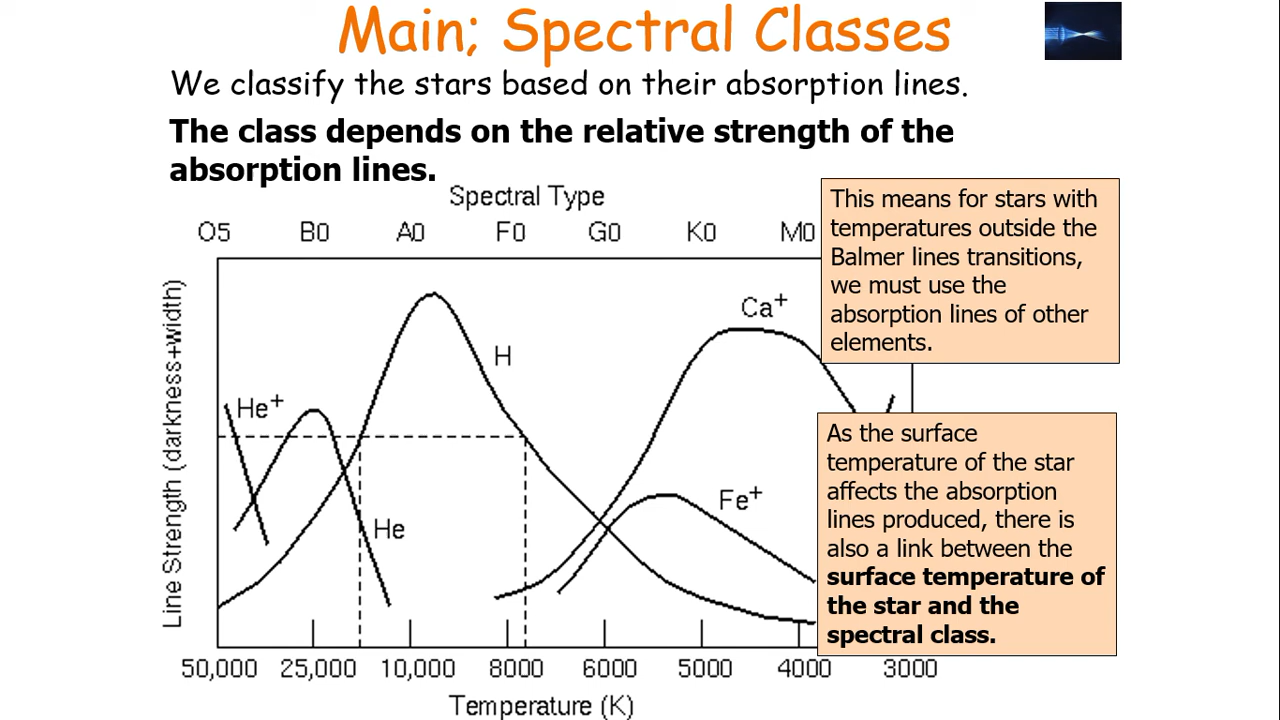 Main; Spectral Classes
We classify the stars based on their absorption lines.
The class depends on the relative strength of the
absorption lines.
Spectral Type
O5 B0 A0 F0 G0 K0 M0
This means for stars with
temperatures outside the
Balmer lines transitions,
we must use the
absorption lines of other
elements.
Line Strength (darkness+width)
He+
He
H
Ca+
Fe+
As the surface
temperature of the star
affects the absorption
lines produced, there is
also a link between the
surface temperature of
the star and the
spectral class.
50,000 25,000 10,000 8000 6000 5000 4000 3000
Temperature (K)